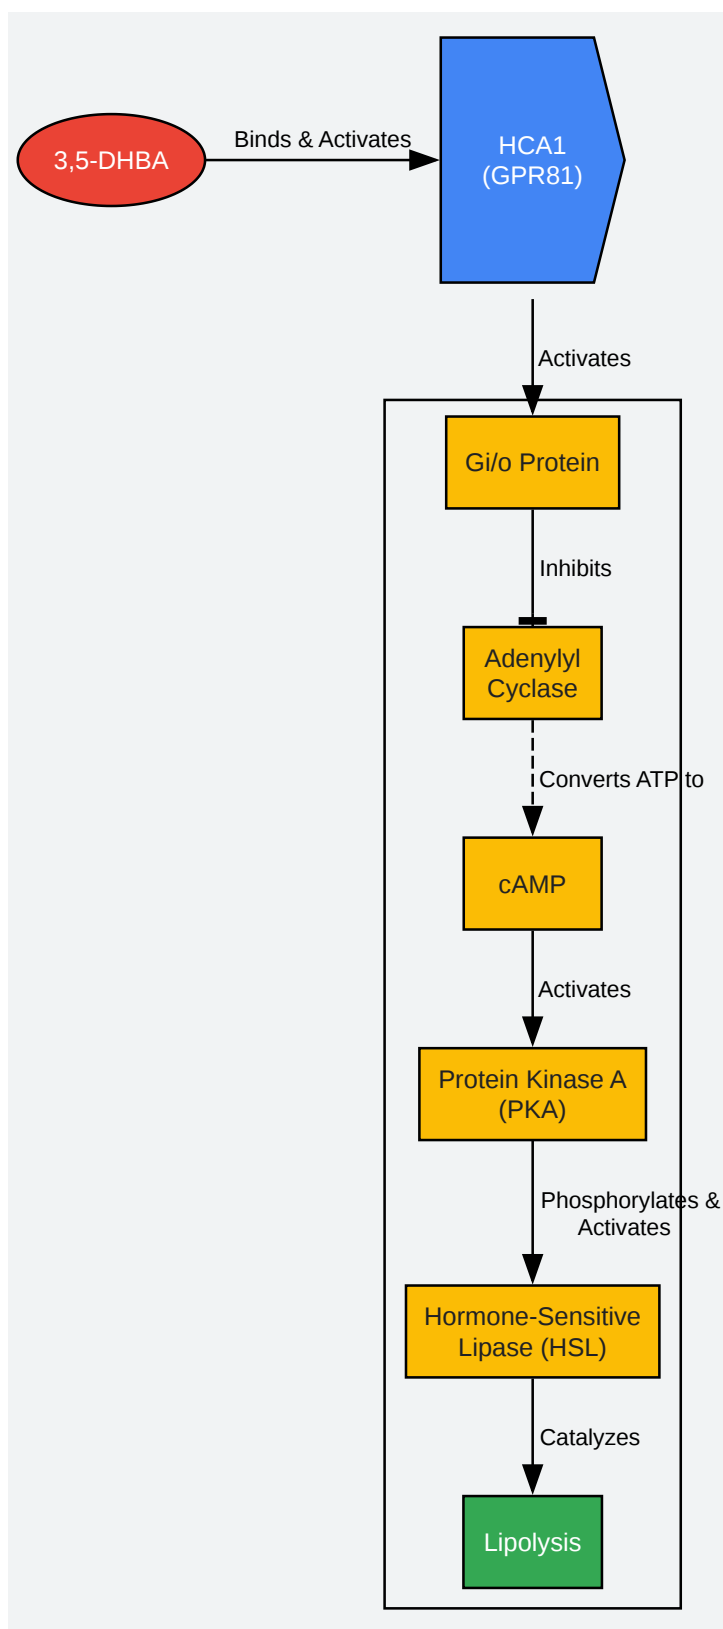 3,5-DHBA
Binds & Activates
HCA1
(GPR81)
Activates
Gi/o Protein
Inhibits
Adenylyl
Cyclase
Converts ATP to
cAMP
Activates
Protein Kinase A
(PKA)
Phosphorylates &
Activates
Hormone-Sensitive
Lipase (HSL)
Catalyzes
Lipolysis